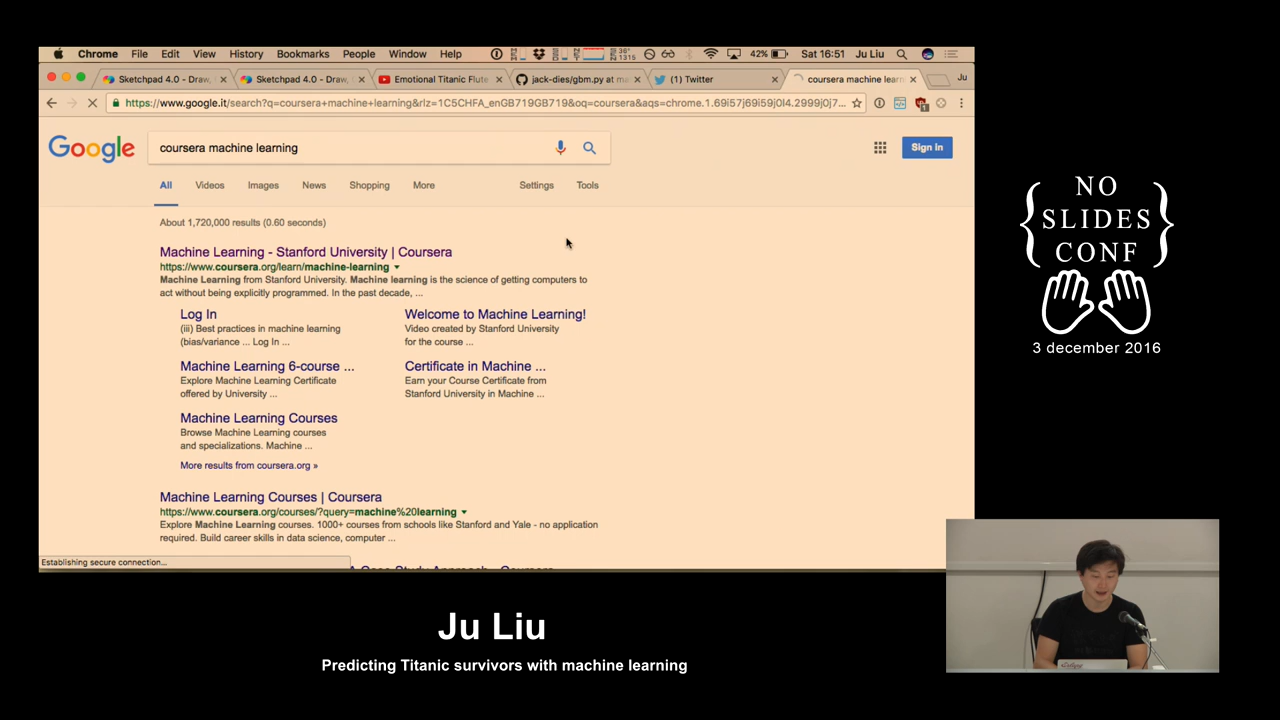 Chrome File Edit View History Bookmarks People Window Help 42% Sat 16:51 Ju Liu
Sketchpad 4.0 - Draw, Sketchpad 4.0 - Draw, Emotional Titanic Flute jack-dies/gbm.py at ma (1) Twitter coursera machine learn Ju
https://www.google.it/search?q=coursera+machine+learning&rlz=1C5CHFA_enGB719GB719&oq=coursera&aqs=chrome.1.69i57j69i59j0l4.2999j0j7...
Google coursera machine learning Sign in
All Videos Images News Shopping More Settings Tools
About 1,720,000 results (0.60 seconds)
Machine Learning - Stanford University | Coursera
https://www.coursera.org/learn/machine-learning
Machine Learning from Stanford University. Machine learning is the science of getting computers to
act without being explicitly programmed. In the past decade, ...
Log In
(iii) Best practices in machine learning
(bias/variance ... Log In ...
Welcome to Machine Learning!
Video created by Stanford University
for the course ...
Machine Learning 6-course ...
Explore Machine Learning Certificate
offered by University ...
Certificate in Machine ...
Earn your Course Certificate from
Stanford University in Machine ...
Machine Learning Courses
Browse Machine Learning courses
and specializations. Machine ...
More results from coursera.org »
Machine Learning Courses | Coursera
https://www.coursera.org/courses/?query=machine%20learning
Explore Machine Learning courses. 1000+ courses from schools like Stanford and Yale - no application
required. Build career skills in data science, computer ...
Establishing secure connection...
NO
SLIDES
CONF
3 december 2016
Ju Liu
Predicting Titanic survivors with machine learning